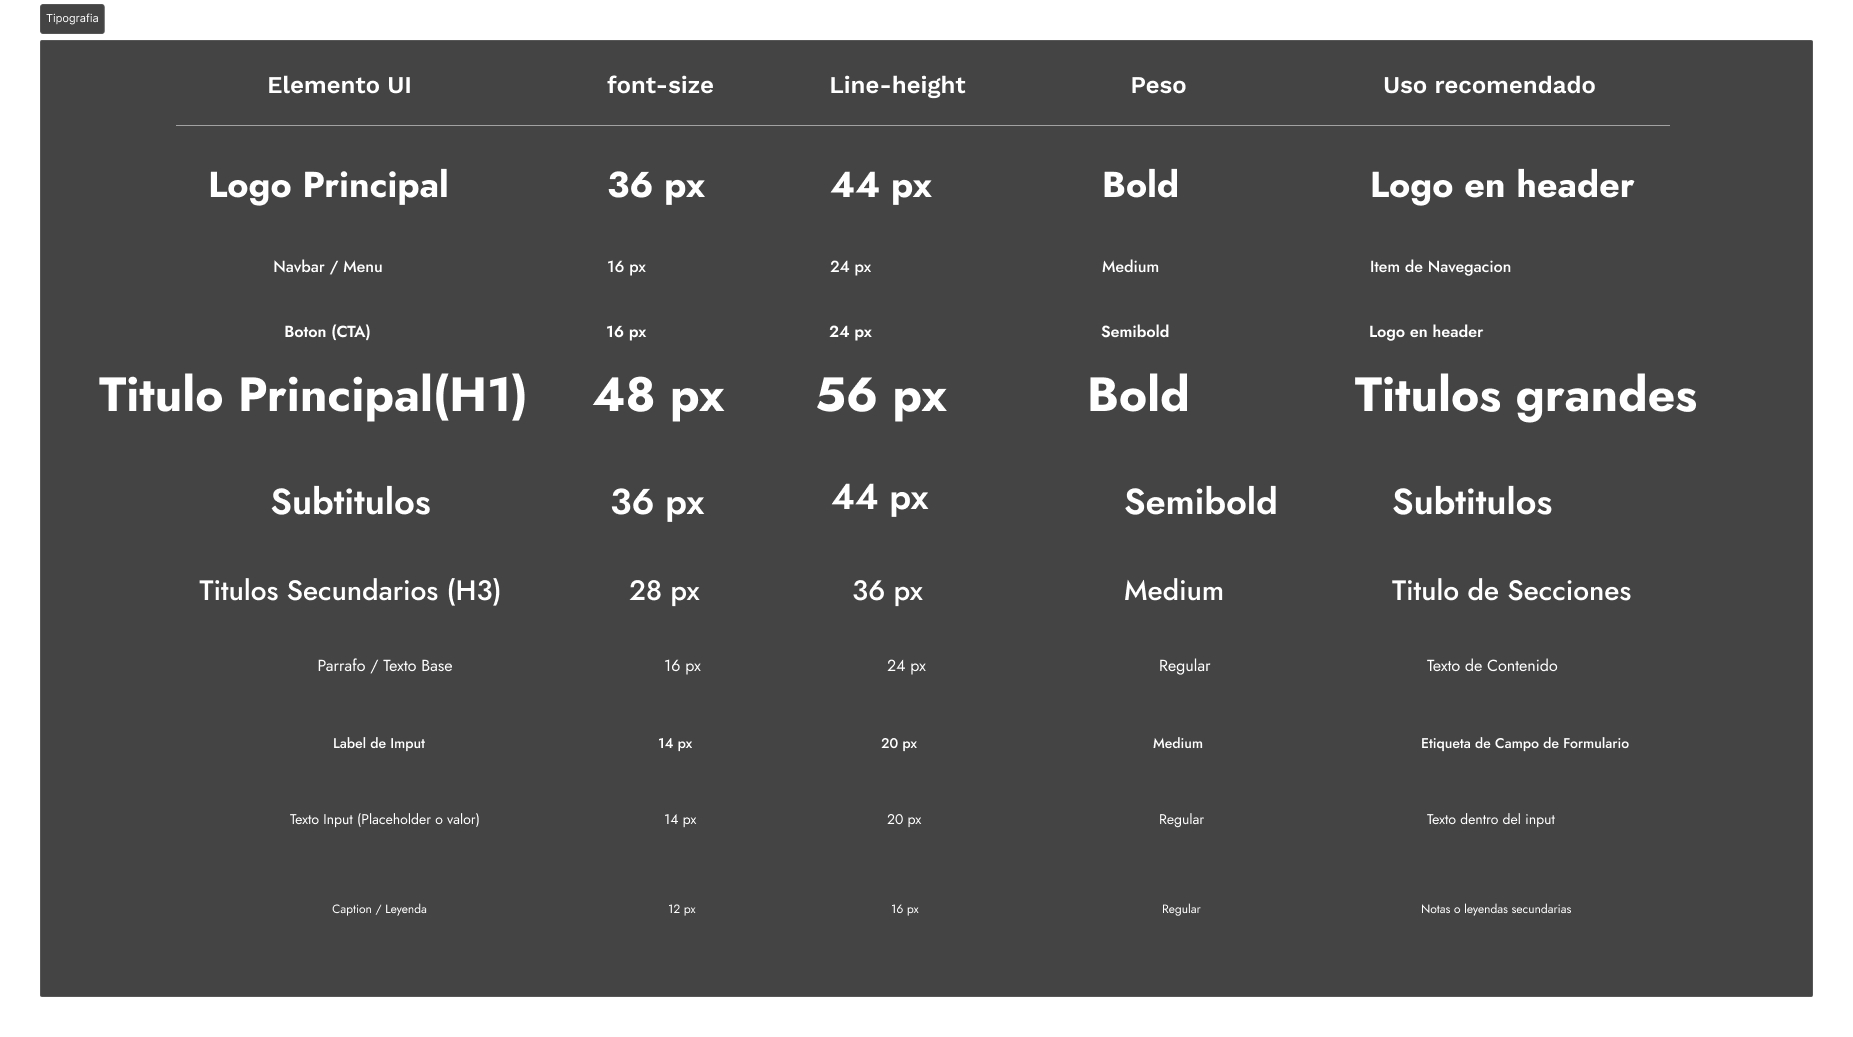 Tipografia
Elemento UI font-size Line-height Peso Uso recomendado
Logo Principal 36 px 44 px Bold Logo en header
Navbar / Menu 16 px 24 px Medium Item de Navegacion
Boton (CTA) 16 px 24 px Semibold Logo en header
Titulo Principal(H1) 48 px 56 px Bold Titulos grandes
Subtitulos 36 px 44 px Semibold Subtitulos
Titulos Secundarios (H3) 28 px 36 px Medium Titulo de Secciones
Parrafo / Texto Base 16 px 24 px Regular Texto de Contenido
Label de Imput 14 px 20 px Medium Etiqueta de Campo de Formulario
Texto Input (Placeholder o valor) 14 px 20 px Regular Texto dentro del input
Caption / Leyenda 12 px 16 px Regular Notas o leyendas secundarias